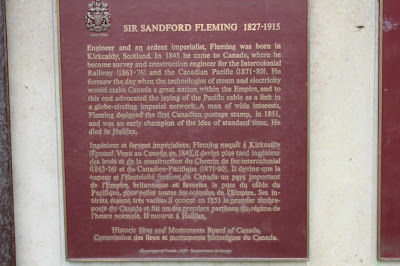 SIR SANDFORD FLEMING 1827-1915
Engineer and an ardent imperialist, Fleming was born in
Kirkcaldy, Scotland. In 1845 he came to Canada, where he
became survey and construction engineer for the Intercolonial
Railway (1863-76) and the Canadian Pacific (1871-80). He
foresaw the day when the technologies of steam and electricity
would make Canada a great nation within the Empire, and to
this end advocated the laying of the Pacific cable as a link in
a globe-circling imperial network. A man of wide interests,
Fleming designed the first Canadian postage stamp, in 1851,
and was an early champion of the idea of standard time. He
died in Halifax.
Ingénieur et fervent impérialiste, Fleming naquit à Kirkcaldy
(Écosse). Venu au Canada en 1845, il devint plus tard ingénieur
des levés et de la construction du Chemin de fer Intercolonial
(1863-76) et du Canadien-Pacifique (1871-80). Il devine que la
vapeur et l'électricité feraient du Canada un pays important
de l'Empire britannique et favorisa la pose du câble du
Pacifique, pour relier toutes les colonies de l'Empire. Ses in-
térêts étaient très variés: il conçut en 1851 le premier timbre-
poste du Canada et fut un des premiers partisans du régime de
l'heure normale. Il mourut à Halifax.
Historic Sites and Monuments Board of Canada.
Commission des lieux et monuments historiques du Canada.
Government of Canada - Gouvernement du Canada